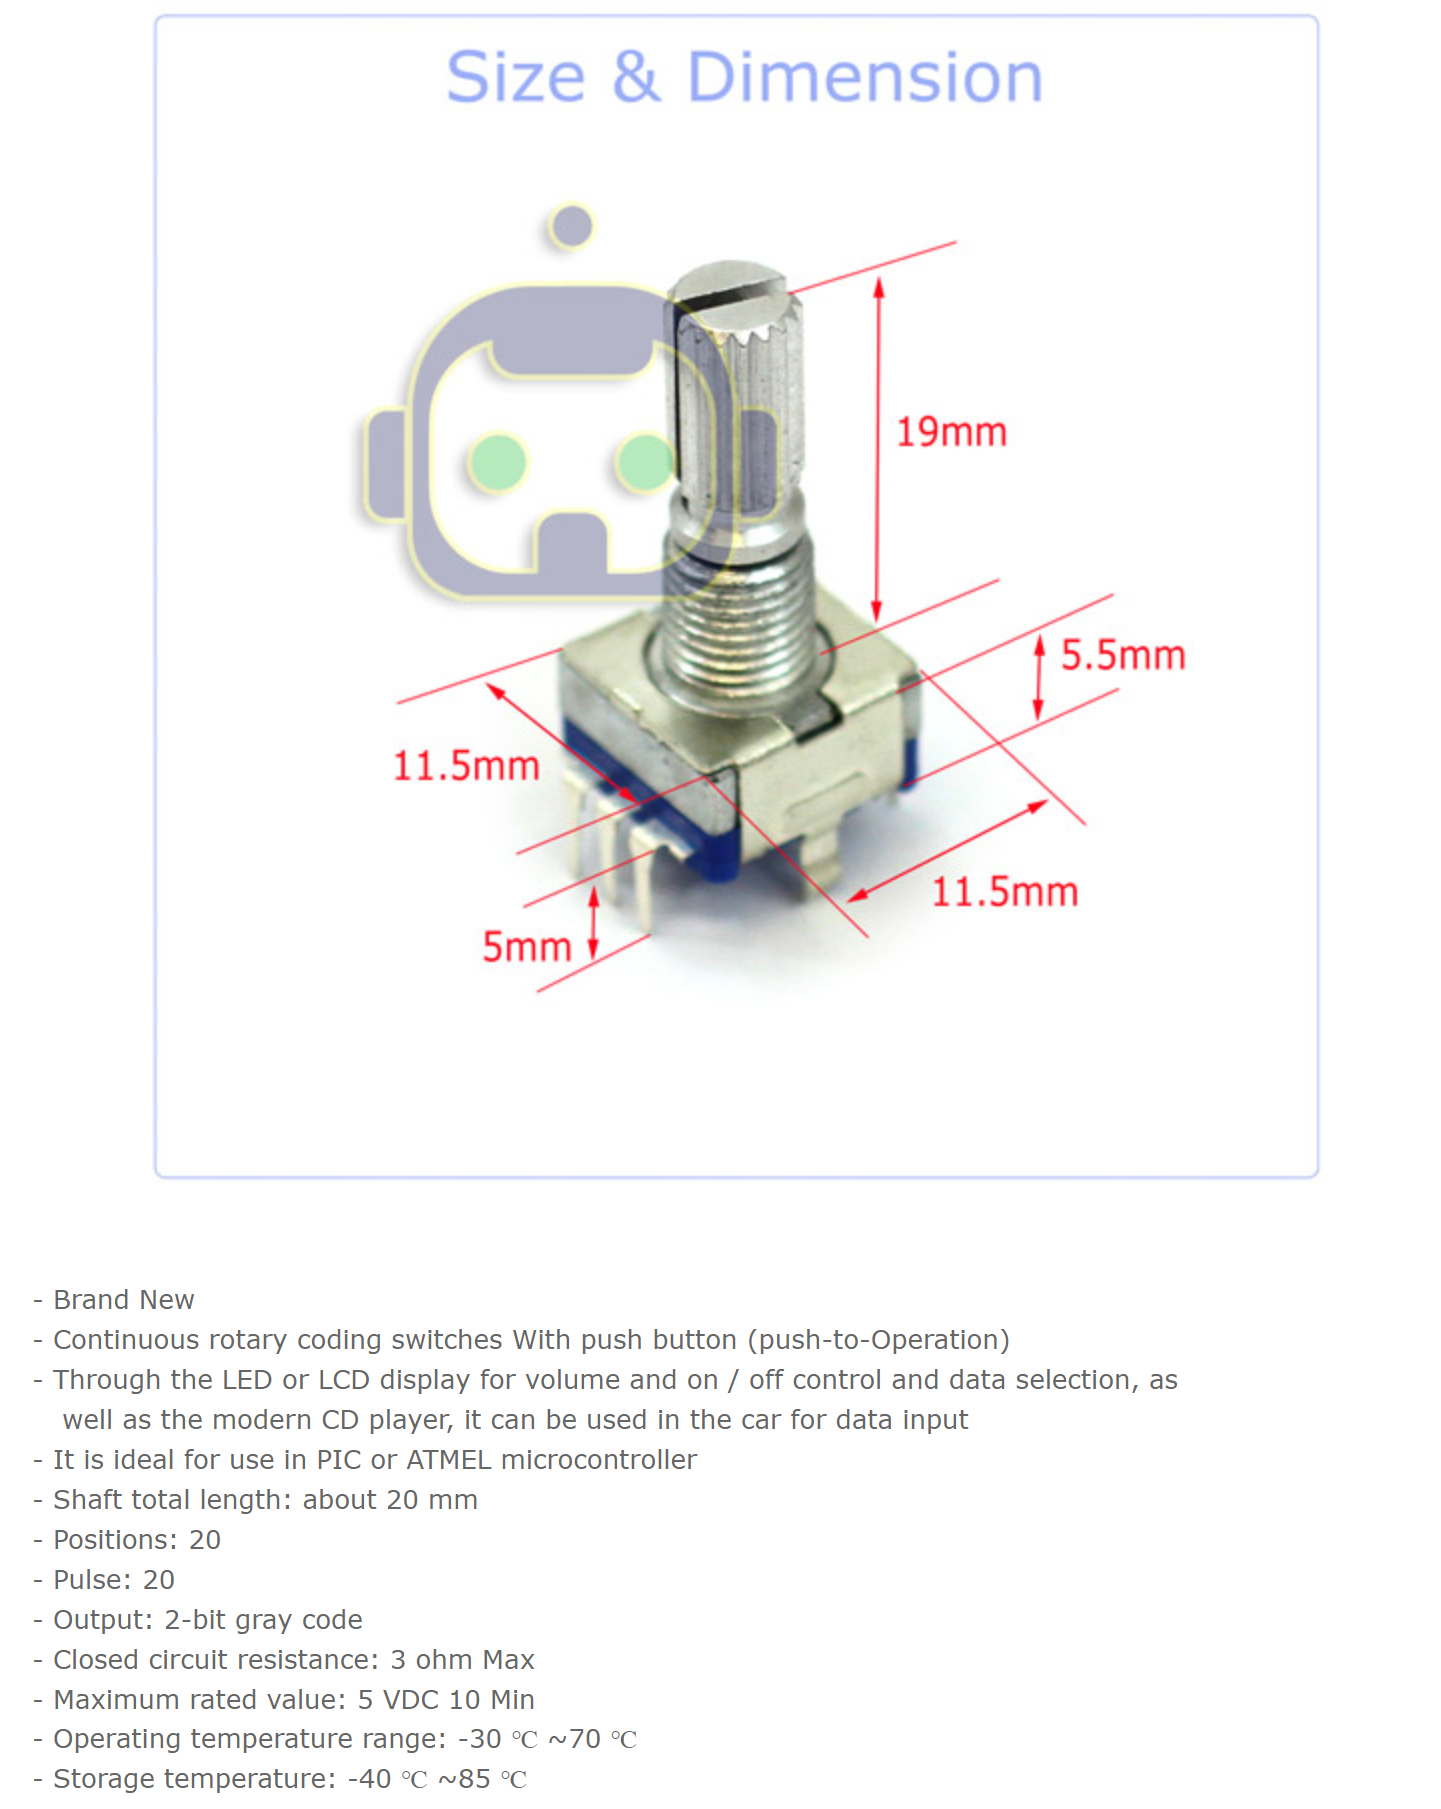 Size & Dimension
19mm
5.5mm
11.5mm
11.5mm
5mm
- Brand New
- Continuous rotary coding switches With push button (push-to-Operation)
- Through the LED or LCD display for volume and on / off control and data selection, as
well as the modern CD player, it can be used in the car for data input
- It is ideal for use in PIC or ATMEL microcontroller
- Shaft total length: about 20 mm
- Positions: 20
- Pulse: 20
- Output: 2-bit gray code
- Closed circuit resistance: 3 ohm Max
- Maximum rated value: 5 VDC 10 Min
- Operating temperature range: -30 ℃ ~70 ℃
- Storage temperature: -40 ℃ ~85 ℃